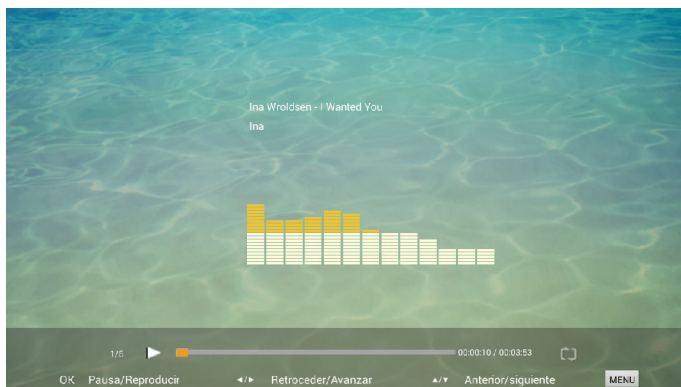 Ina Wroldsen - I Wanted You
Ina
1/6 00:00:10 / 00:03:53
OK Pausa/Reproducir ◄/► Retroceder/Avanzar ▲/▼ Anterior/siguiente MENU